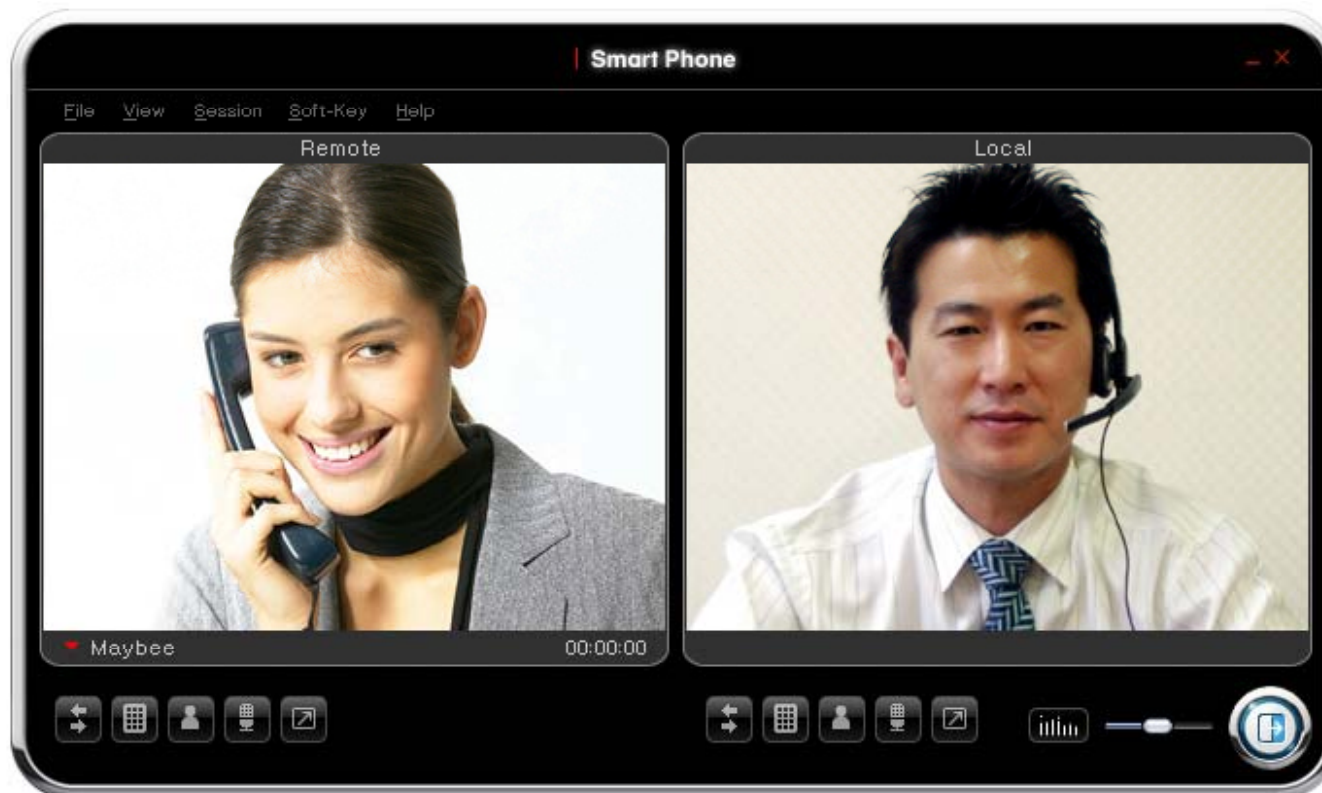 Smart Phone
File View Session Soft-Key Help
Remote
Local
Maybee 00:00:00